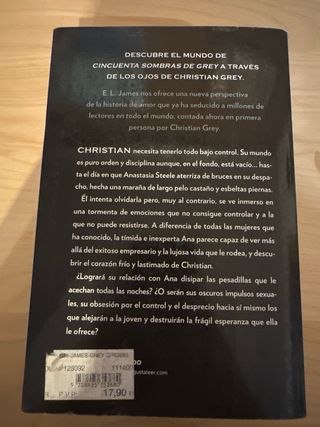 DESCUBRE EL MUNDO DE
CINCUENTA SOMBRAS DE GREY A TRAVÉS
DE LOS OJOS DE CHRISTIAN GREY.
E. L. James nos ofrece una nueva perspectiva
de la historia de amor que ya ha seducido a millones de
lectores en todo el mundo, contada ahora en primera
persona por Christian Grey.
CHRISTIAN necesita tenerlo todo bajo control. Su mundo
es puro orden y disciplina aunque, en el fondo, está vacío... has-
ta el día en que Anastasia Steele aterriza de bruces en su despa-
cho, hecha una maraña de largo pelo castaño y esbeltas piernas.
Él intenta olvidarla pero, muy al contrario, se ve inmerso
en una tormenta de emociones que no consigue controlar y a la
que no puede resistirse. A diferencia de todas las mujeres que
ha conocido, la tímida e inexperta Ana parece capaz de ver más
allá del exitoso empresario y la lujosa vida que le rodea, y descu-
brir el corazón frío y lastimado de Christian.
¿Logrará su relación con Ana disipar las pesadillas que le
acechan todas las noches? ¿O serán sus oscuros impulsos sexua-
les, su obsesión por el control y el desprecio hacia sí mismo los
que alejarán a la joven y destruirán la frágil esperanza que ella
le ofrece?
128092
P.V.P.
17,90